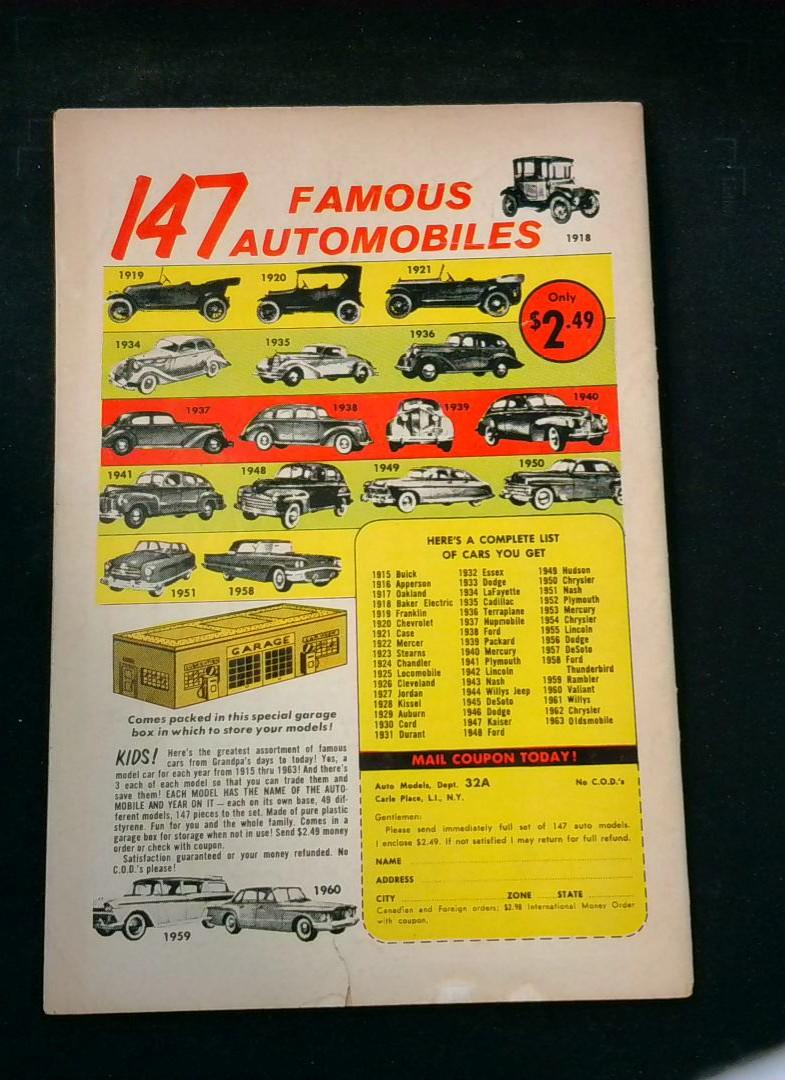 147 FAMOUS
AUTOMOBILES
1918
1919
1920
1921
Only
$2.49
1934
1935
1936
1937
1938
1939
1940
1941
1948
1949
1950
1951
1958
GARAGE
Comes packed in this special garage
box in which to store your models!
KIDS! Here's the greatest assortment of famous
cars from Grandpa's days to today! Yes, a
model car for each year from 1915 thru 1963! And there's
3 each of each model so that you can trade them and
save them! EACH MODEL HAS THE NAME OF THE AUTO-
MOBILE AND YEAR ON IT — each on its own base, 49 dif-
ferent models, 147 pieces to the set. Made of pure plastic
styrene. Fun for you and the whole family. Comes in a
garage box for storage when not in use! Send $2.49 money
order or check with coupon.
Satisfaction guaranteed or your money refunded. No
C.O.D.'s please!
1959
1960
HERE'S A COMPLETE LIST
OF CARS YOU GET
1915 Buick
1916 Apperson
1917 Oakland
1918 Baker Electric
1919 Franklin
1920 Chevrolet
1921 Case
1922 Mercer
1923 Stearns
1924 Chandler
1925 Locomobile
1926 Cleveland
1927 Jordan
1928 Kissel
1929 Auburn
1930 Cord
1931 Durant
1932 Essex
1933 Dodge
1934 LaFayette
1935 Cadillac
1936 Terraplane
1937 Hupmobile
1938 Ford
1939 Packard
1940 Mercury
1941 Plymouth
1942 Lincoln
1943 Nash
1944 Willys Jeep
1945 DeSoto
1946 Dodge
1947 Kaiser
1948 Ford
1949 Hudson
1950 Chrysler
1951 Nash
1952 Plymouth
1953 Mercury
1954 Chrysler
1955 Lincoln
1956 Dodge
1957 DeSoto
1958 Ford
Thunderbird
1959 Rambler
1960 Valiant
1961 Willys
1962 Chrysler
1963 Oldsmobile
MAIL COUPON TODAY!
Auto Models, Dept. 32A No C.O.D.'s
Carle Place, L.I., N.Y.
Gentlemen:
Please send immediately full set of 147 auto models.
I enclose $2.49. If not satisfied I may return for full refund.
NAME
ADDRESS
CITY ZONE STATE
Canadian and Foreign orders; $2.98 International Money Order
with coupon.